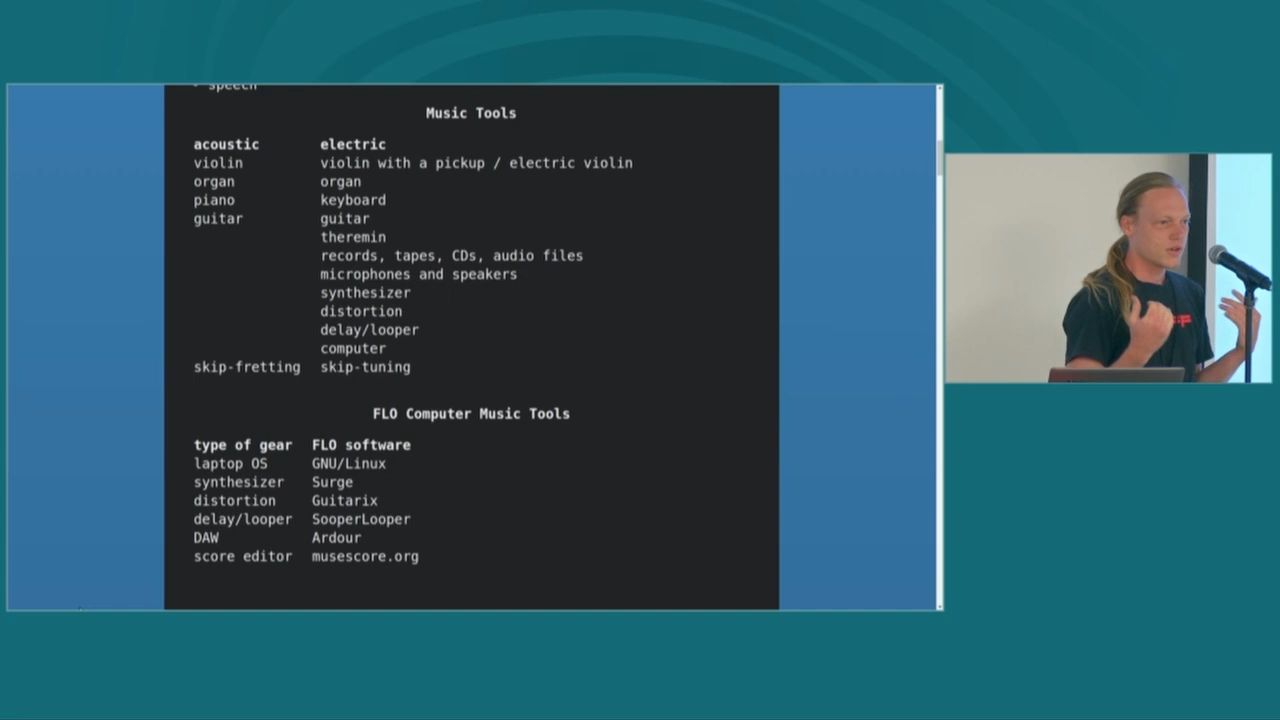 - speech
Music Tools
acoustic electric
violin violin with a pickup / electric violin
organ organ
piano keyboard
guitar guitar
theremin
records, tapes, CDs, audio files
microphones and speakers
synthesizer
distortion
delay/looper
computer
skip-fretting skip-tuning
FLO Computer Music Tools
type of gear FLO software
laptop OS GNU/Linux
synthesizer Surge
distortion Guitarix
delay/looper SooperLooper
DAW Ardour
score editor musescore.org